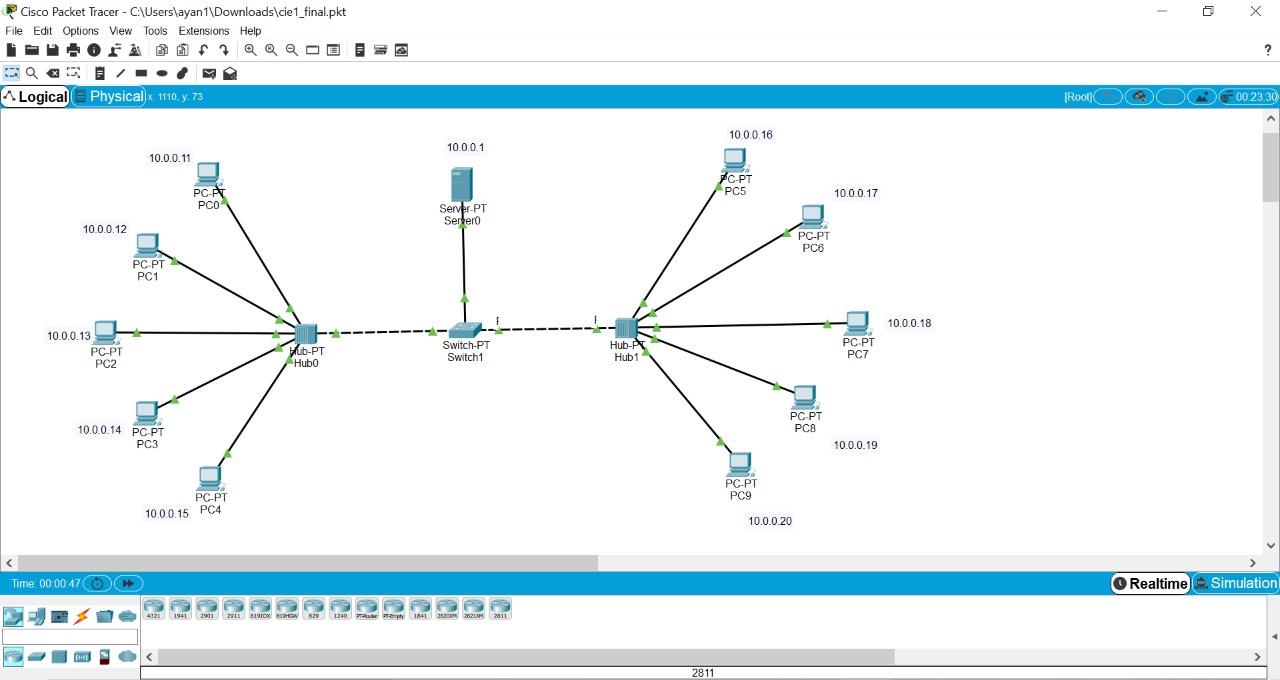 Cisco Packet Tracer - C:\Users\ayan1\Downloads\cie1_final.pkt
File Edit Options View Tools Extensions Help
?
Logical Physical x: 1110, y: 73 [Root] 00:23:30
10.0.0.16
10.0.0.1
10.0.0.11
PC-PT
PC0
PC-PT
PC5
10.0.0.17
Server-PT
Server0
10.0.0.12
PC-PT
PC1
PC-PT
PC6
10.0.0.13
PC-PT
PC2
Hub-PT
Hub0
Switch-PT
Switch1
Hub-PT
Hub1
10.0.0.18
PC-PT
PC7
10.0.0.14
PC-PT
PC3
PC-PT
PC8
10.0.0.19
10.0.0.15
PC-PT
PC4
PC-PT
PC9
10.0.0.20
Time: 00:00:47 Realtime Simulation
4321 1941 2901 2911 819IOX 819HGW 829 1240 PT-Router PT-Empty 1841 2620XM 2621XM 2811
2811